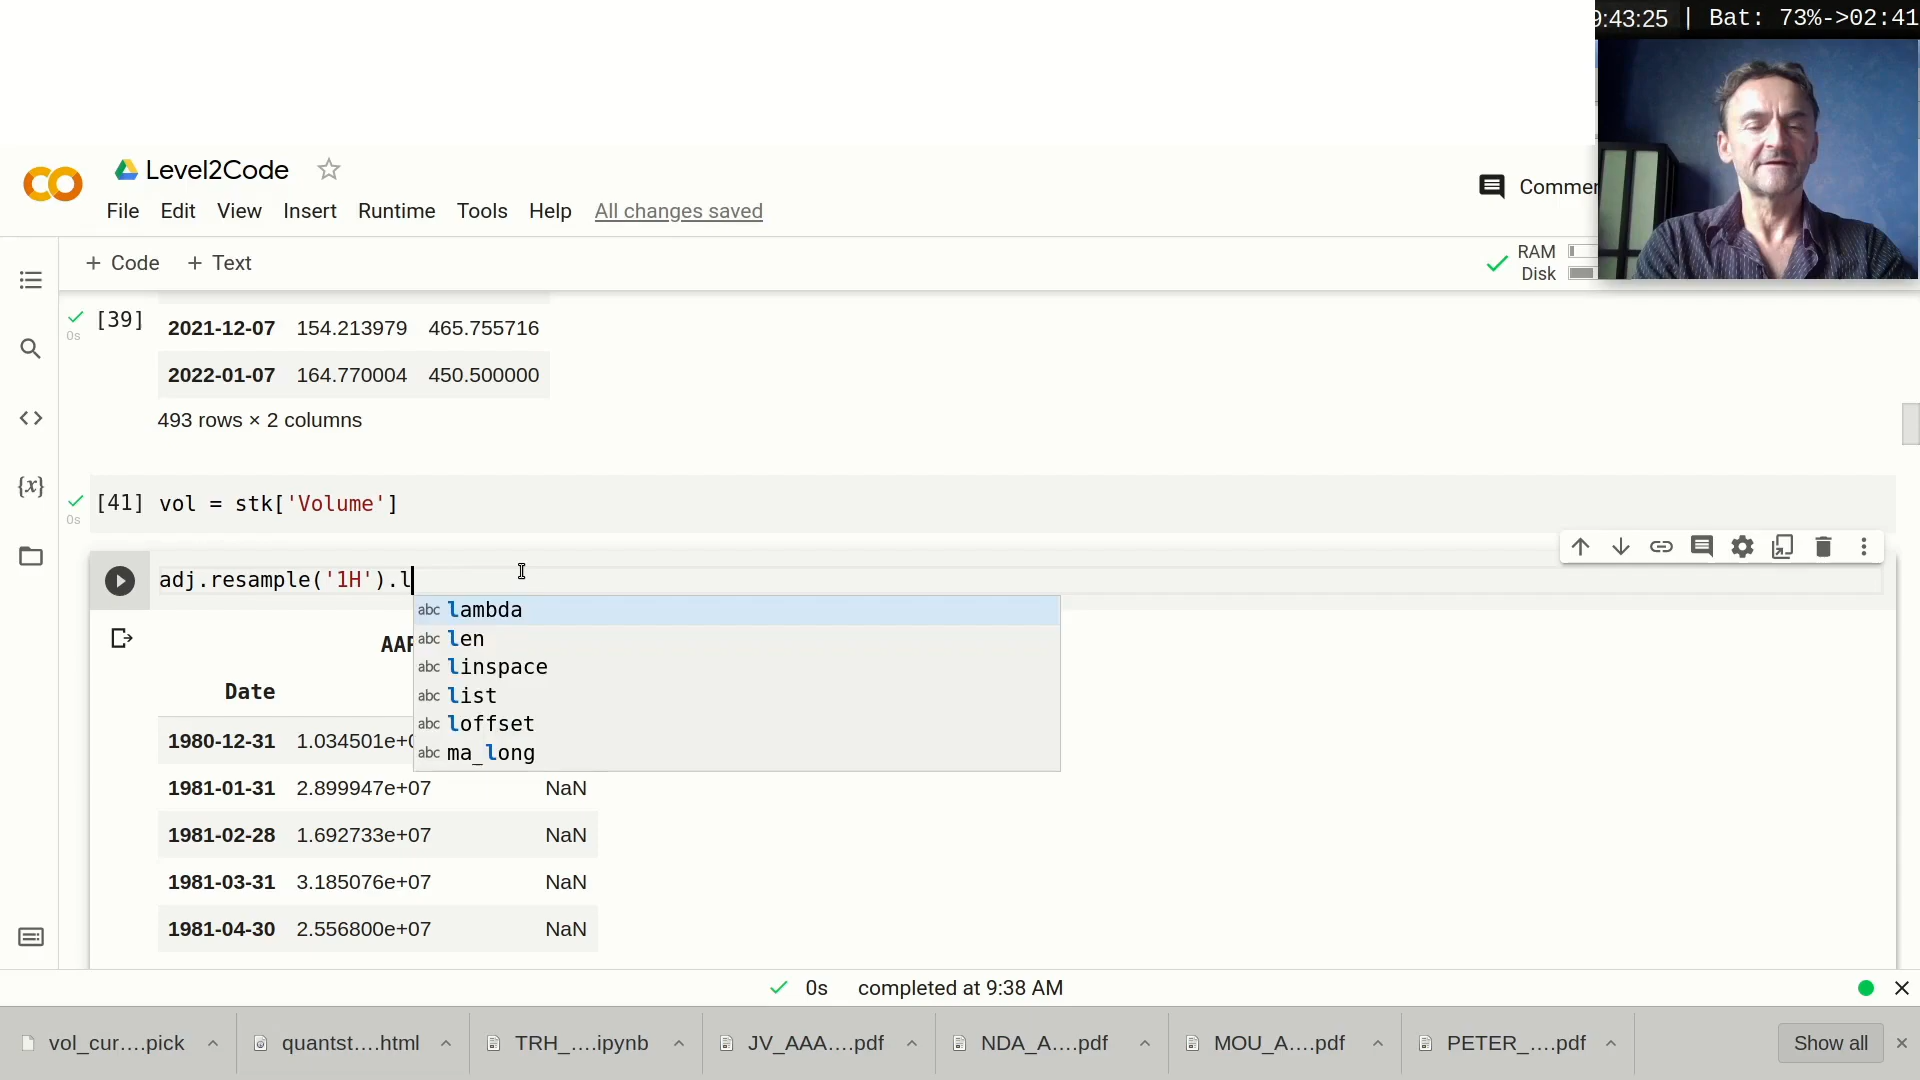 9:43:25 | Bat: 73%->02:41
Level2Code
File Edit View Insert Runtime Tools Help All changes saved
Commen
+ Code + Text
RAM
Disk
[39]
0s
2021-12-07 154.213979 465.755716
2022-01-07 164.770004 450.500000
493 rows × 2 columns
[41] vol = stk['Volume']
0s
adj.resample('1H').l
abc lambda
abc len
abc linspace
abc list
abc loffset
abc ma_long
AAP
Date
1980-12-31 1.034501e+0
1981-01-31 2.899947e+07 NaN
1981-02-28 1.692733e+07 NaN
1981-03-31 3.185076e+07 NaN
1981-04-30 2.556800e+07 NaN
0s completed at 9:38 AM
vol_cur....pick quantst....html TRH_....ipynb JV_AAA....pdf NDA_A....pdf MOU_A....pdf PETER_....pdf Show all